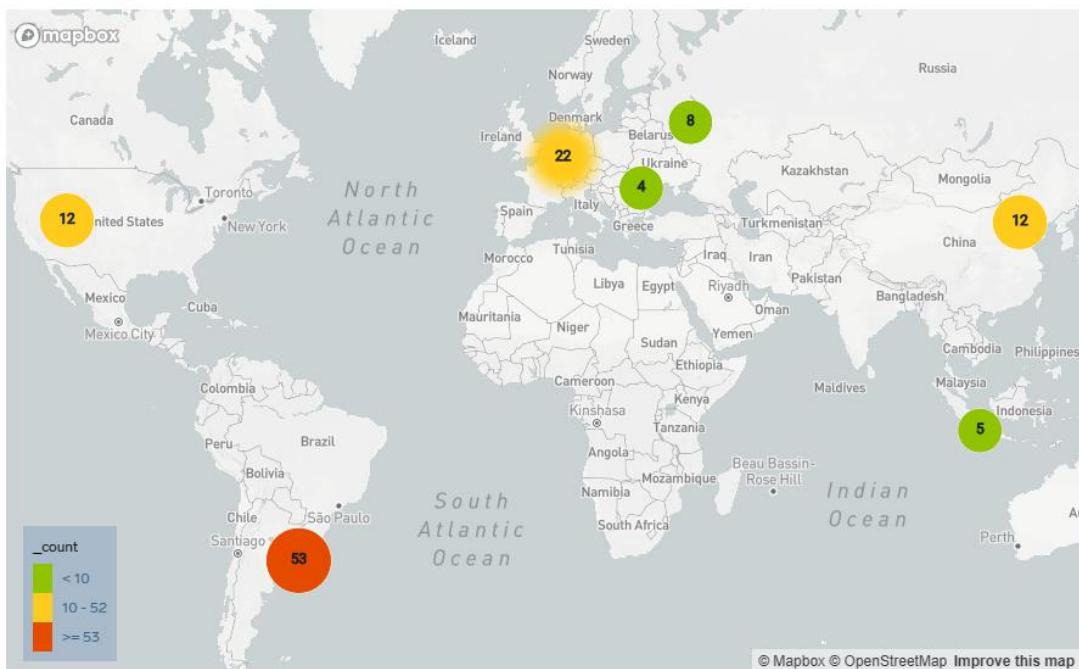 mapbox
Iceland
Sweden
Norway
Russia
Canada
Denmark
Ireland
8
Belarus
22
Ukraine
Kazakhstan
Mongolia
4
Toronto
12
United States
New York
North
Atlantic
Ocean
Spain
Italy
Greece
Turkmenistan
China
12
Morocco
Tunisia
Iraq
Iran
Pakistan
Libya
Egypt
Riyadh
Mexico
Cuba
Mexico City
Mauritania
Niger
Oman
Yemen
Bangladesh
Sudan
Cambodia
Philippines
Ethiopia
Colombia
Cameroon
Maldives
Malaysia
Kenya
Kinshasa
Indonesia
Peru
Brazil
Tanzania
5
Angola
Bolivia
Mozambique
Beau Bassin-
Rose Hill
Namibia
Indian
Ocean
South
Atlantic
Ocean
Chile
São Paulo
South Africa
Santiago
Perth
53
_count
< 10
10 - 52
>= 53
© Mapbox © OpenStreetMap Improve this map